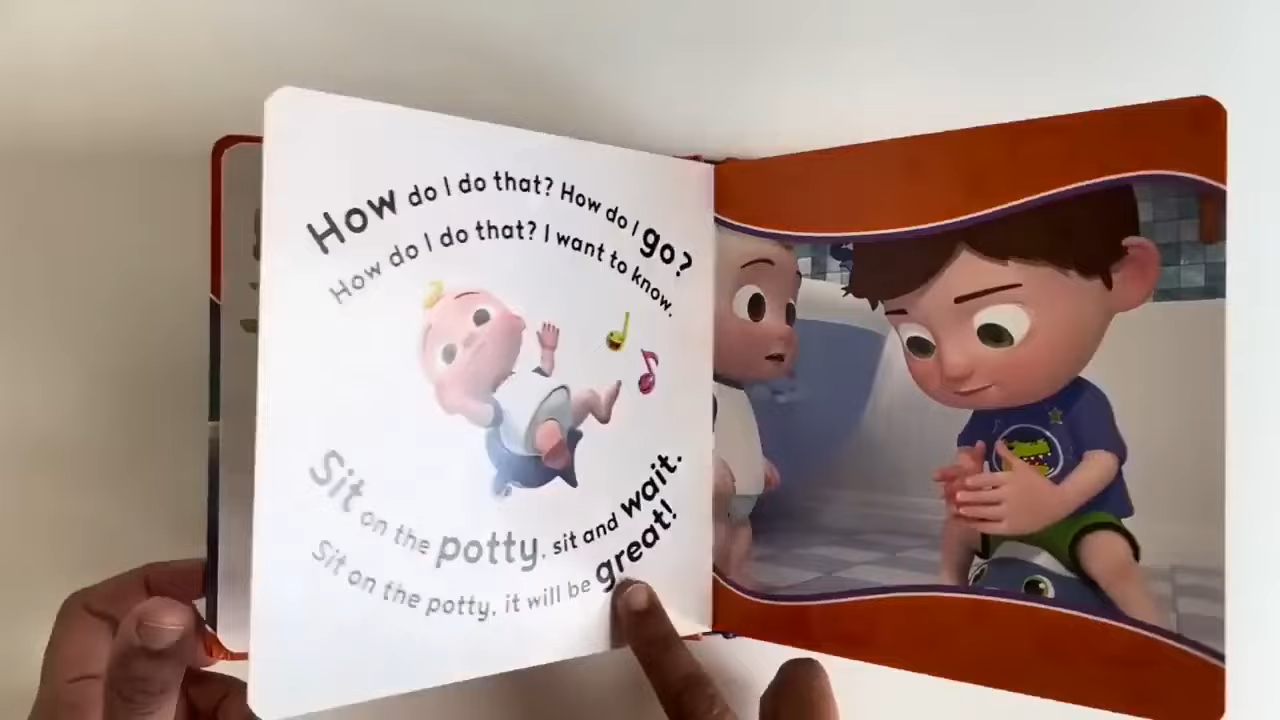 How do I do that? How do I go?
How do I do that? I want to know.
Sit on the potty, sit and wait.
Sit on the potty, it will be great!